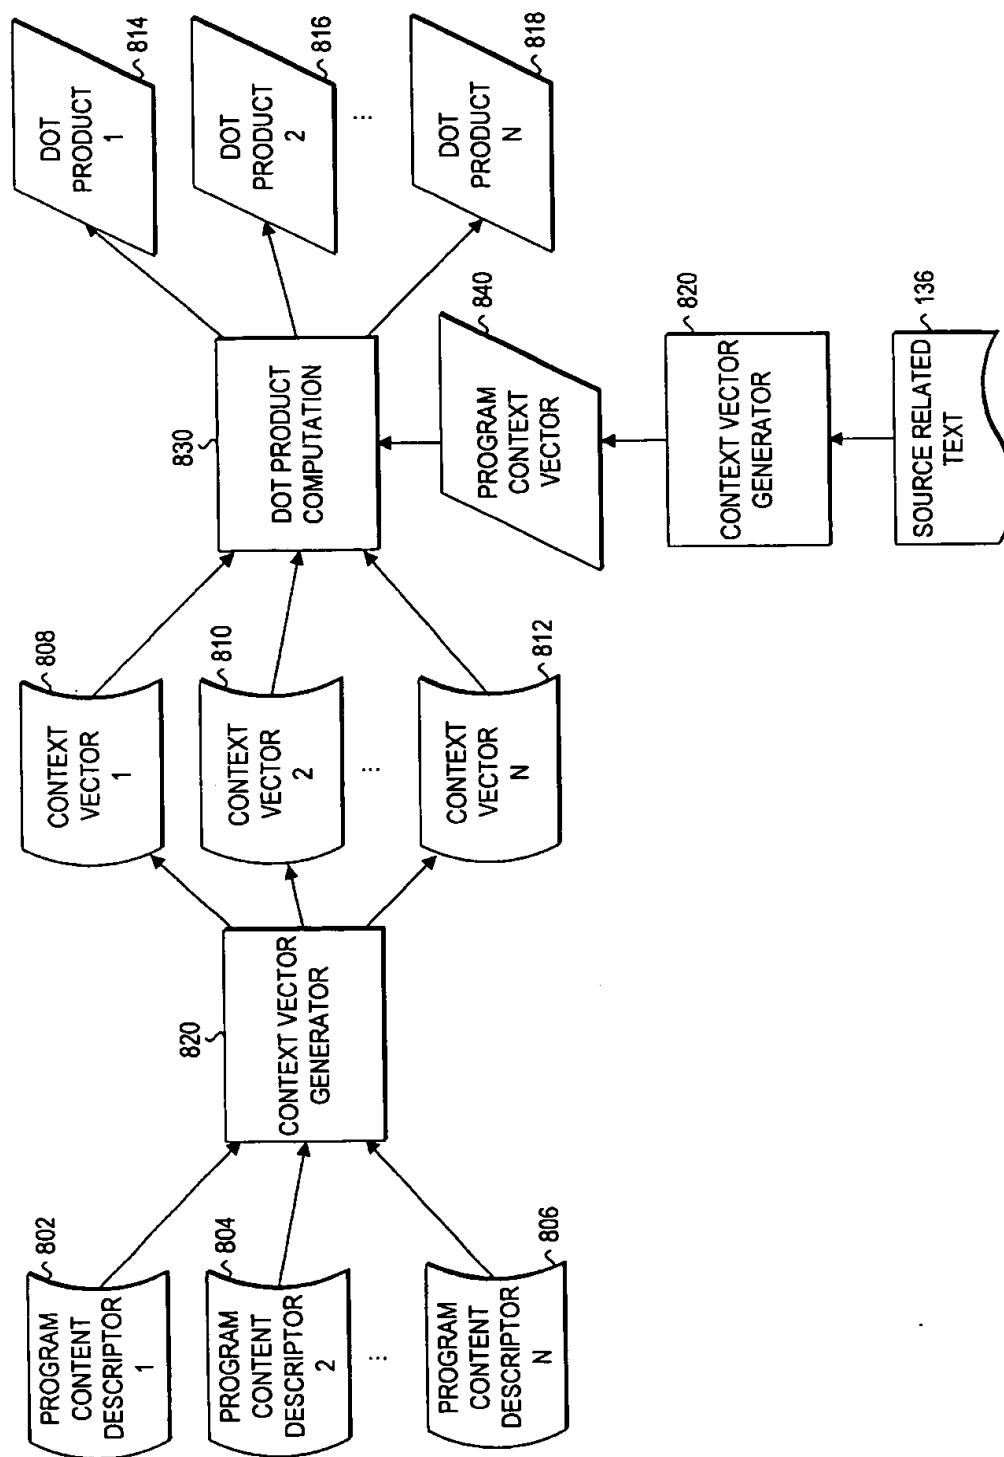 802
PROGRAM
CONTENT
DESCRIPTOR
1
804
PROGRAM
CONTENT
DESCRIPTOR
2
...
806
PROGRAM
CONTENT
DESCRIPTOR
N
820
CONTEXT VECTOR
GENERATOR
808
CONTEXT
VECTOR
1
810
CONTEXT
VECTOR
2
...
812
CONTEXT
VECTOR
N
830
DOT PRODUCT
COMPUTATION
840
PROGRAM
CONTEXT
VECTOR
820
CONTEXT VECTOR
GENERATOR
136
SOURCE RELATED
TEXT
814
DOT
PRODUCT
1
816
DOT
PRODUCT
2
...
818
DOT
PRODUCT
N